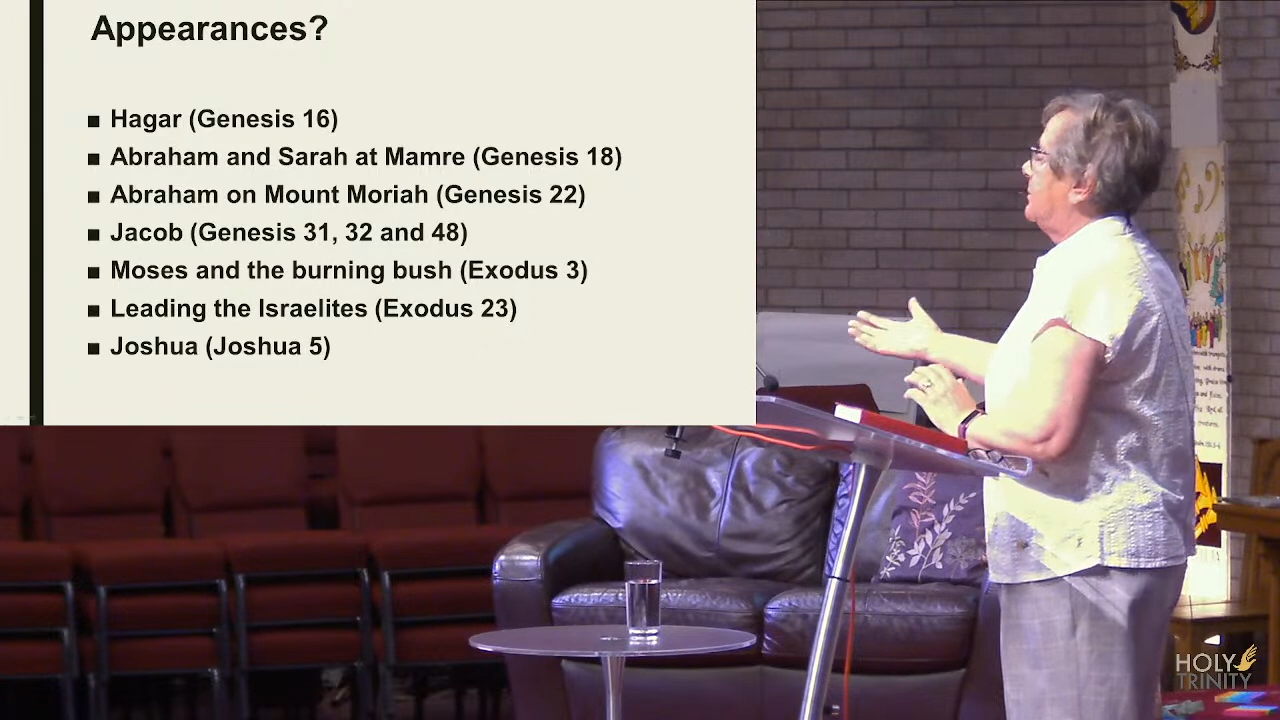 Appearances?
■ Hagar (Genesis 16)
■ Abraham and Sarah at Mamre (Genesis 18)
■ Abraham on Mount Moriah (Genesis 22)
■ Jacob (Genesis 31, 32 and 48)
■ Moses and the burning bush (Exodus 3)
■ Leading the Israelites (Exodus 23)
■ Joshua (Joshua 5)
HOLY
TRINITY